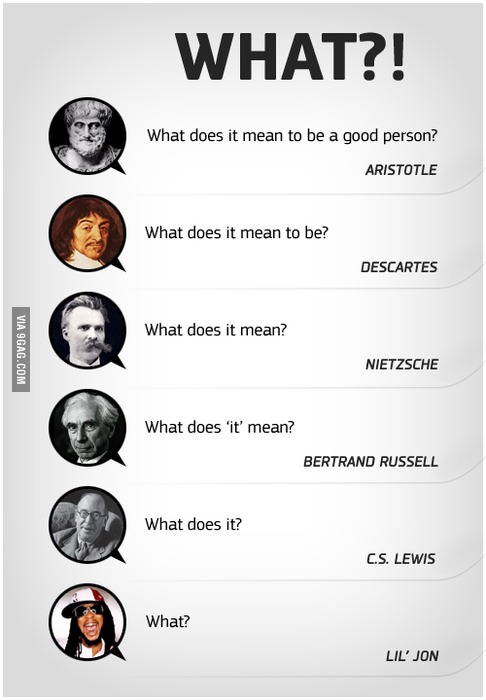 WHAT?!
What does it mean to be a good person?
ARISTOTLE
What does it mean to be?
DESCARTES
What does it mean?
NIETZSCHE
What does ‘it’ mean?
BERTRAND RUSSELL
What does it?
C.S. LEWIS
What?
LIL’ JON
VIA 9GAG.COM